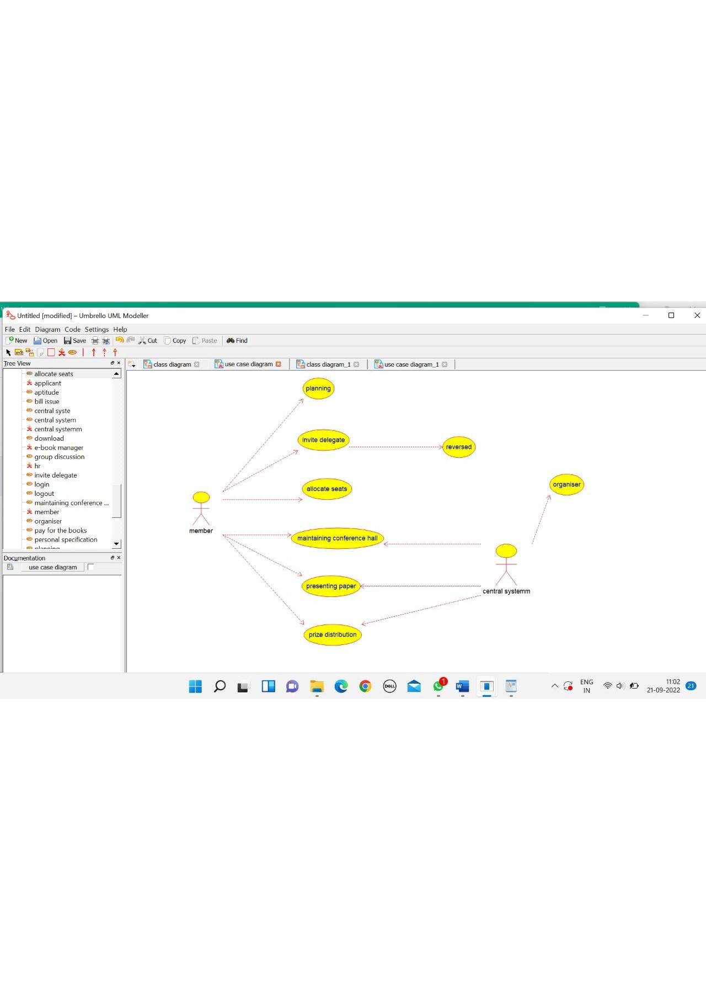 Untitled [modified] – Umbrello UML Modeller
File Edit Diagram Code Settings Help
New Open Save Cut Copy Paste Find
Tree View
class diagram use case diagram class diagram_1 use case diagram_1
allocate seats
applicant
aptitude
bill issue
central syste
central system
central systemm
download
e-book manager
group discussion
hr
invite delegate
login
logout
maintaining conference ...
member
organiser
pay for the books
personal specification
planning
Documentation
use case diagram
planning
invite delegate
reversed
allocate seats
organiser
member
maintaining conference hall
presenting paper
central systemm
prize distribution
DELL
1
W
ENG
IN
11:02
21-09-2022
21